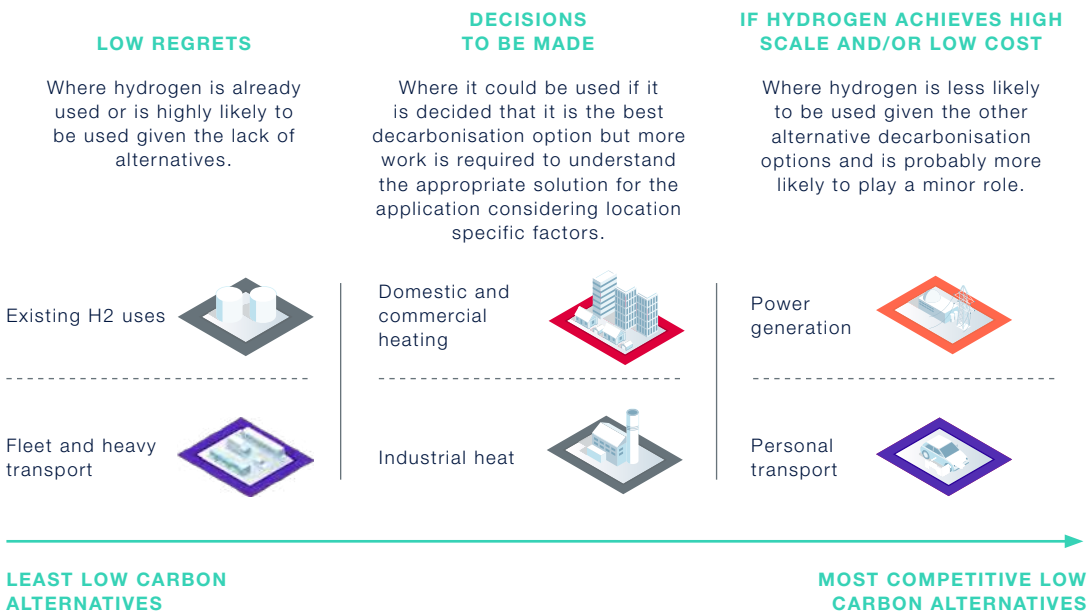 LOW REGRETS
Where hydrogen is already
used or is highly likely to
be used given the lack of
alternatives.
DECISIONS
TO BE MADE
Where it could be used if it
is decided that it is the best
decarbonisation option but more
work is required to understand
the appropriate solution for the
application considering location
specific factors.
IF HYDROGEN ACHIEVES HIGH
SCALE AND/OR LOW COST
Where hydrogen is less likely
to be used given the other
alternative decarbonisation
options and is probably more
likely to play a minor role.
Existing H2 uses
Fleet and heavy
transport
Domestic and
commercial
heating
Industrial heat
Power
generation
Personal
transport
LEAST LOW CARBON
ALTERNATIVES
MOST COMPETITIVE LOW
CARBON ALTERNATIVES